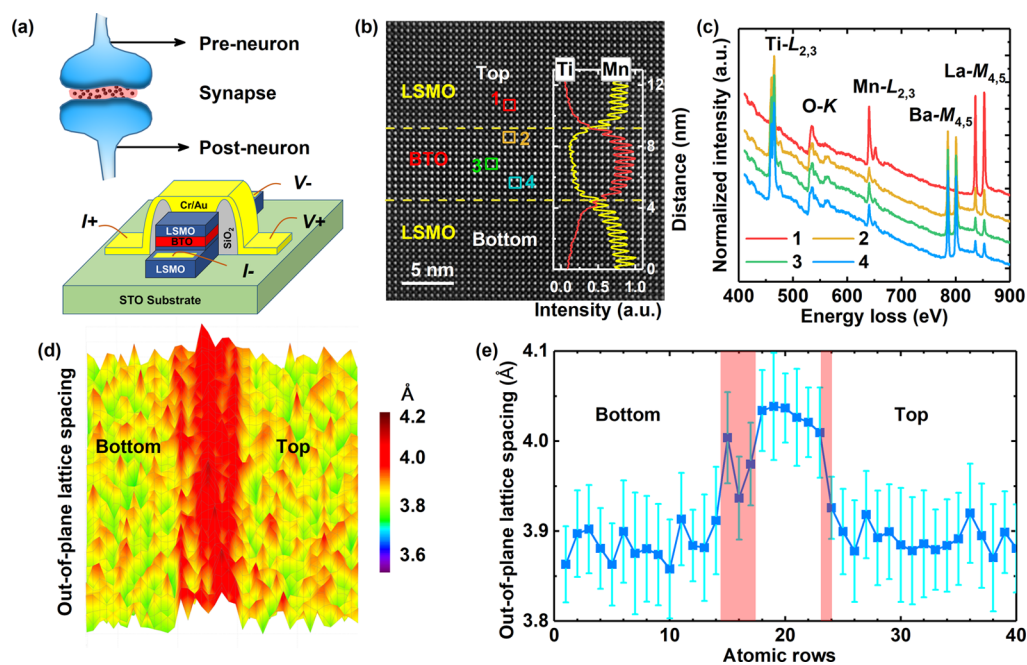 (a)
Pre-neuron
Synapse
Post-neuron
V-
Cr/Au
I+
LSMO
BTO
SiO2
V+
I-
LSMO
STO Substrate
(b)
Top
Ti
Mn
LSMO
1
2
BTO
3
4
LSMO
Bottom
5 nm
12
8
4
0
Distance (nm)
0.0 0.5 1.0
Intensity (a.u.)
(c)
Normalized intensity (a.u.)
Ti-L2,3
O-K
Mn-L2,3
La-M4,5
Ba-M4,5
1 2
3 4
400 500 600 700 800 900
Energy loss (eV)
(d)
Out-of-plane lattice spacing
Bottom
Top
Å
4.2
4.0
3.8
3.6
(e)
Out-of-plane lattice spacing (Å)
4.1
4.0
3.9
3.8
Bottom
Top
0 10 20 30 40
Atomic rows